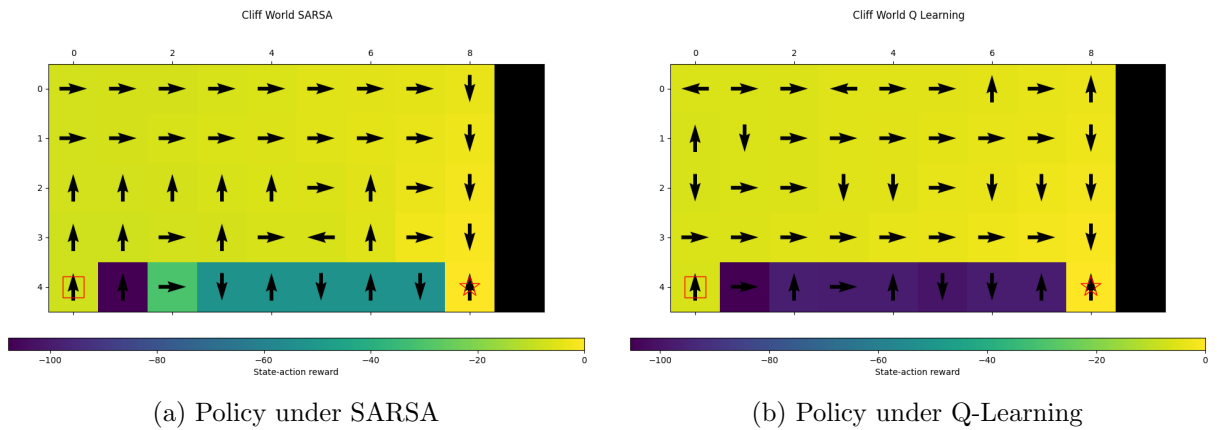 Cliff World SARSA
0 2 4 6 8
0
1
2
3
4
−100 −80 −60 −40 −20 0
State-action reward
(a) Policy under SARSA
Cliff World Q Learning
0 2 4 6 8
0
1
2
3
4
−100 −80 −60 −40 −20 0
State-action reward
(b) Policy under Q-Learning